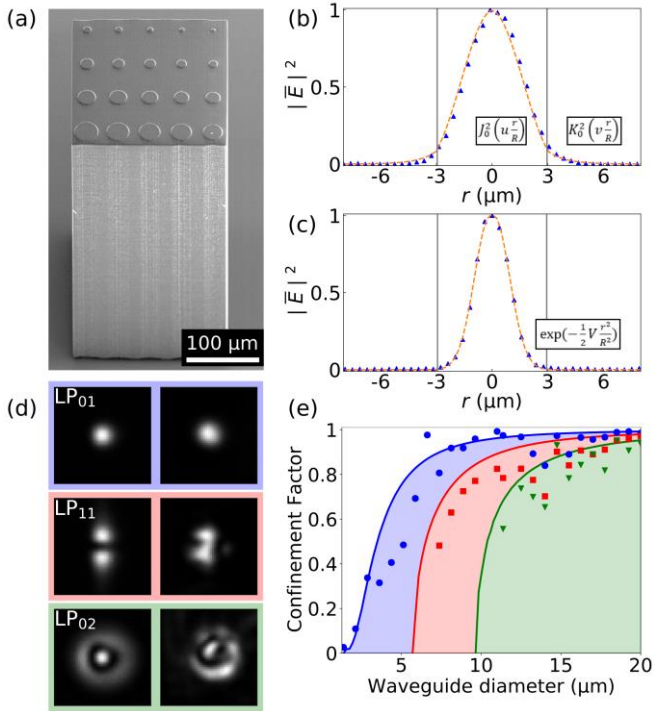 (a)
100 µm
(b)
| E̅ | ²
1
0.5
0
-6 -3 0 3 6
r (µm)
J₀²(u r/R)
K₀²(v r/R)
(c)
| E̅ | ²
1
0.5
0
-6 -3 0 3 6
r (µm)
exp(-½V r²/R²)
(d)
LP₀₁
LP₁₁
LP₀₂
(e)
Confinement Factor
1
0.8
0.6
0.4
0.2
0
5 10 15 20
Waveguide diameter (µm)